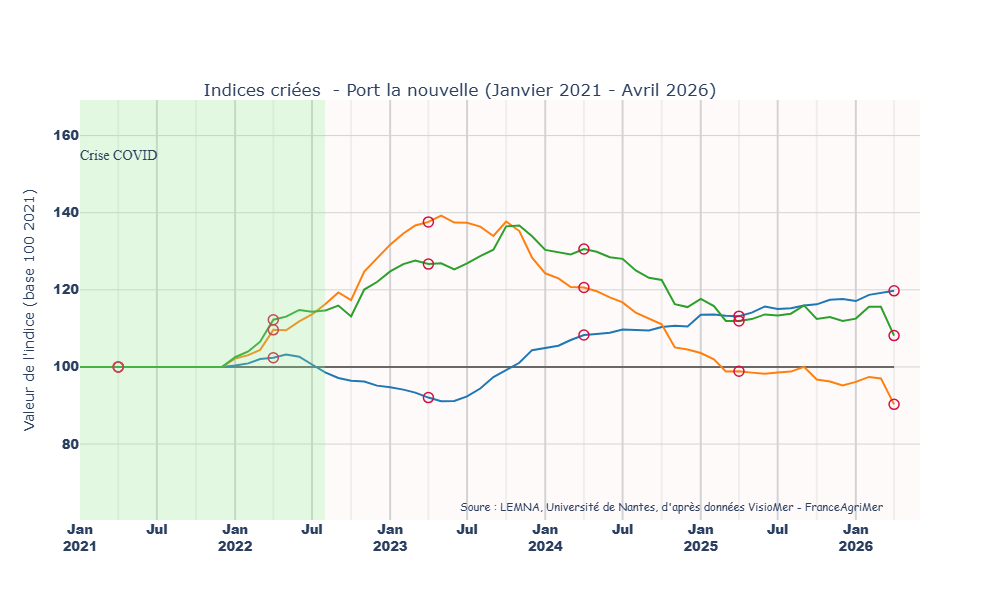 Indices criées  - Port la nouvelle (Janvier 2021 - Avril 2026)
Valeur de l'indice (base 100 2021)
160
140
120
100
80
Crise COVID
Soure : LEMNA, Université de Nantes, d'après données VisioMer - FranceAgriMer
Jan Jul Jan Jul Jan Jul Jan Jul Jan Jul Jan
2021 2022 2023 2024 2025 2026